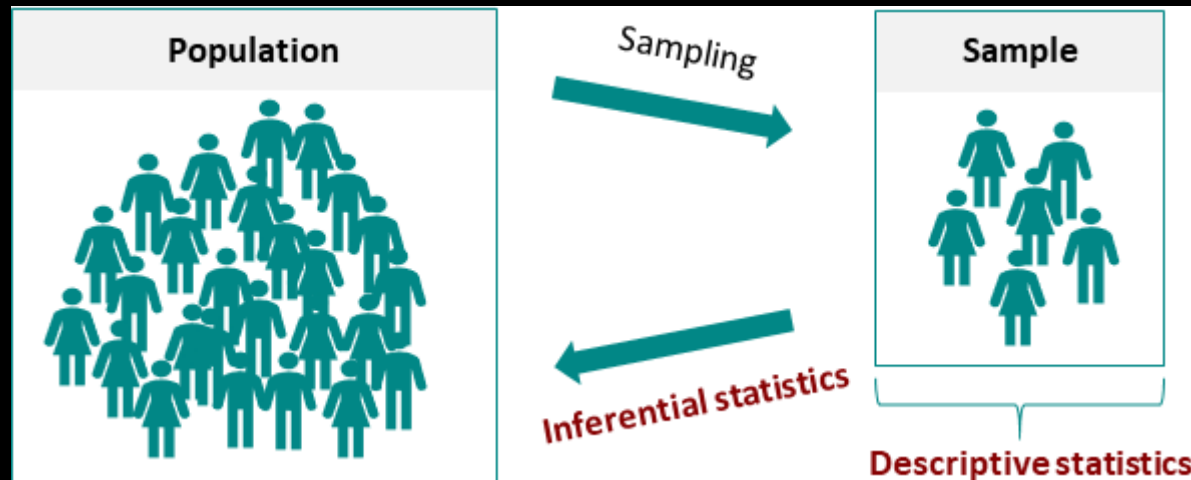 Population
Sampling
Sample
Inferential statistics
Descriptive statistics